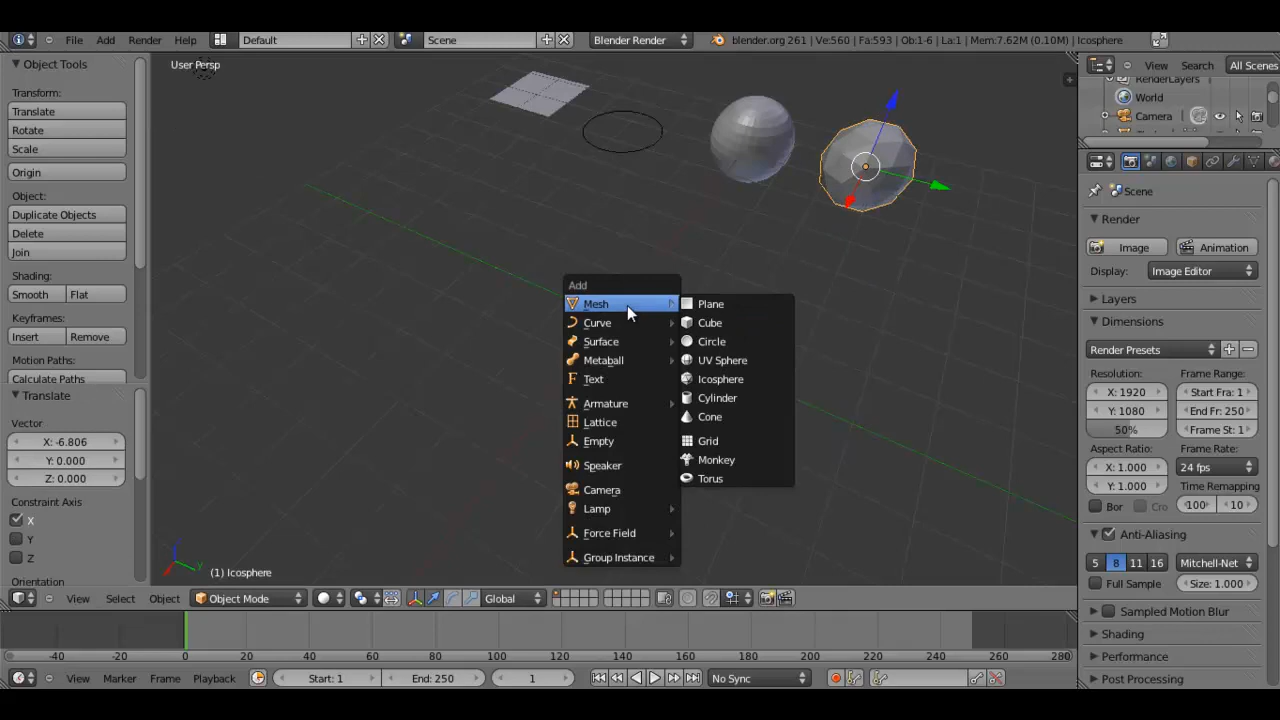 File Add Render Help Default Scene Blender Render blender.org 261 | Ve:560 | Fa:593 | Ob:1-6 | La:1 | Mem:7.62M (0.10M) | Icosphere
Object Tools
Transform:
Translate
Rotate
Scale
Origin
Object:
Duplicate Objects
Delete
Join
Shading:
Smooth Flat
Keyframes:
Insert Remove
Motion Paths:
Calculate Paths
Translate
Vector
X: -6.806
Y: 0.000
Z: 0.000
Constraint Axis
X
Y
Z
Orientation
User Persp
Add
Mesh
Curve
Surface
Metaball
Text
Armature
Lattice
Empty
Speaker
Camera
Lamp
Force Field
Group Instance
Plane
Cube
Circle
UV Sphere
Icosphere
Cylinder
Cone
Grid
Monkey
Torus
(1) Icosphere
View Select Object Object Mode Global
-40 -20 0 20 40 60 80 100 120 140 160 180 200 220 240 260 280
View Marker Frame Playback Start: 1 End: 250 1 No Sync
View Search All Scenes
RenderLayers
World
Camera
Scene
Render
Image Animation
Display: Image Editor
Layers
Dimensions
Render Presets
Resolution: Frame Range:
X: 1920 Start Fra: 1
Y: 1080 End Fr: 250
50% Frame St: 1
Aspect Ratio: Frame Rate:
X: 1.000 24 fps
Y: 1.000 Time Remapping
Bor Cro 100 10
Anti-Aliasing
5 8 11 16 Mitchell-Net
Full Sample Size: 1.000
Sampled Motion Blur
Shading
Performance
Post Processing